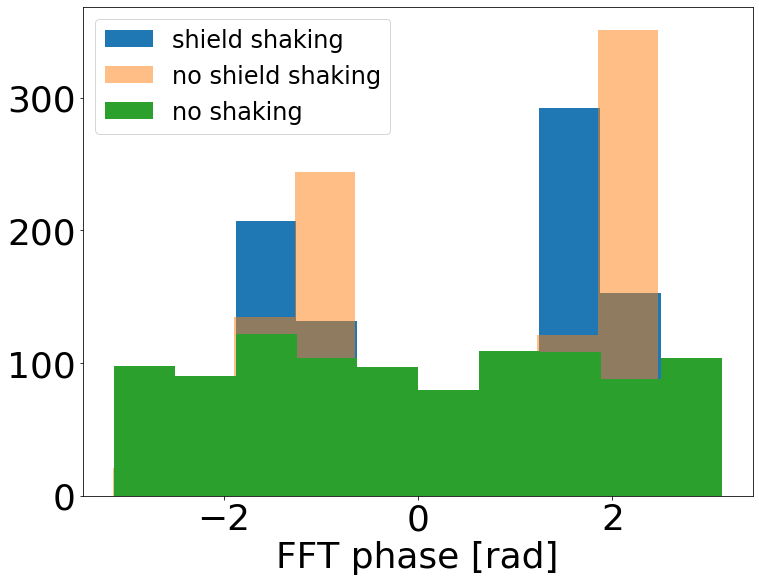 shield shaking
no shield shaking
no shaking
300
200
100
0
−2 0 2
FFT phase [rad]